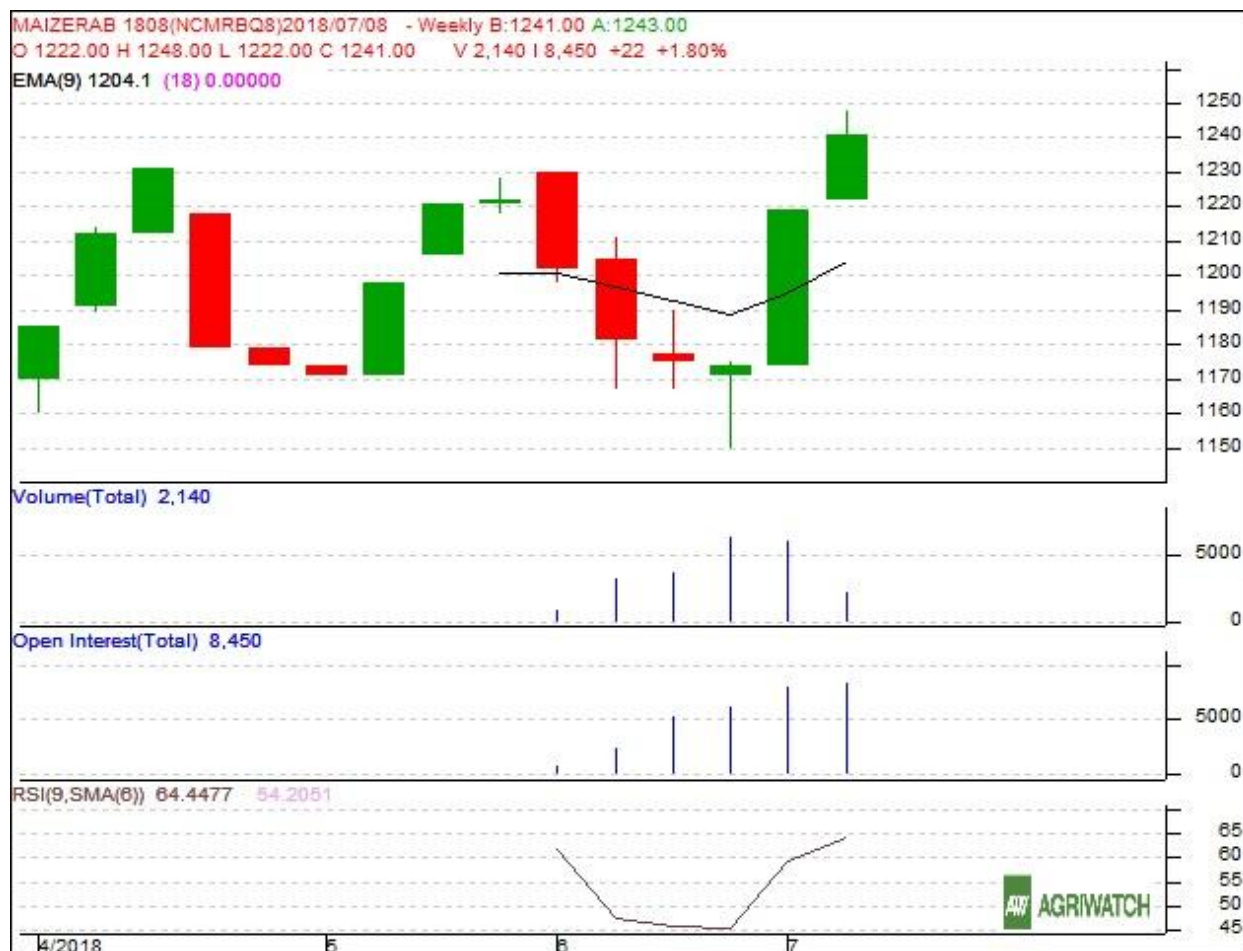 MAIZERAB 1808(NCMRBQ8)2018/07/08 - Weekly B:1241.00 A:1243.00
O 1222.00 H 1248.00 L 1222.00 C 1241.00 V 2,140 I 8,450 +22 +1.80%
EMA(9) 1204.1 (18) 0.00000
1250
1240
1230
1220
1210
1200
1190
1180
1170
1160
1150
Volume(Total) 2,140
5000
0
Open Interest(Total) 8,450
5000
0
RSI(9,SMA(6)) 64.4477 54.2051
65
60
55
50
45
AW AGRIWATCH
4/2018 5 6 7